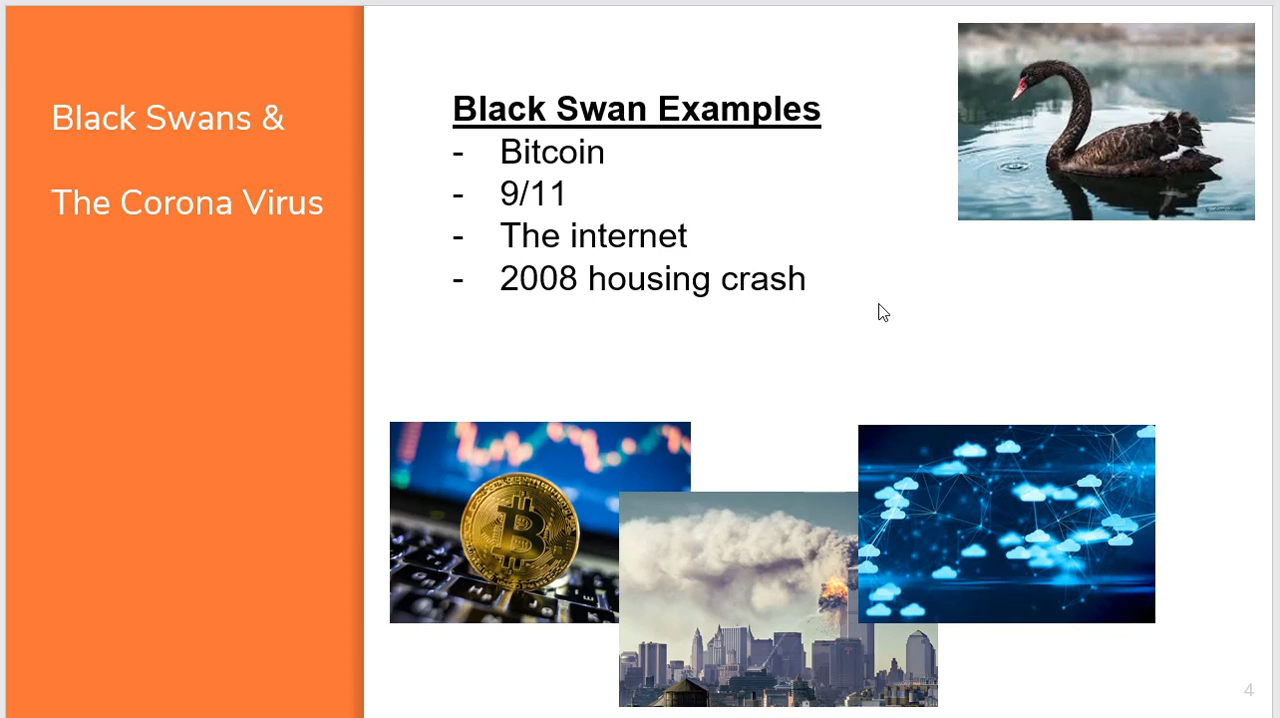 Black Swans &
The Corona Virus
Black Swan Examples
- Bitcoin
- 9/11
- The internet
- 2008 housing crash
4